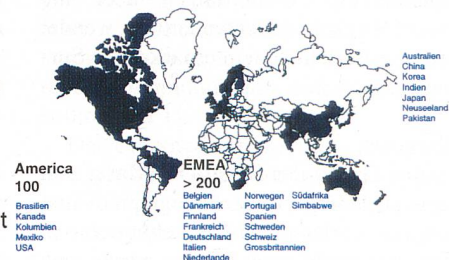 Australien
China
Korea
Indien
Japan
Neuseeland
Pakistan
America
100
Brasilien
Kanada
Kolumbien
Mexiko
USA
EMEA
> 200
Belgien
Dänemark
Finnland
Frankreich
Deutschland
Italien
Niederlande
Norwegen
Portugal
Spanien
Schweden
Schweiz
Grossbritannien
Südafrika
Simbabwe
t